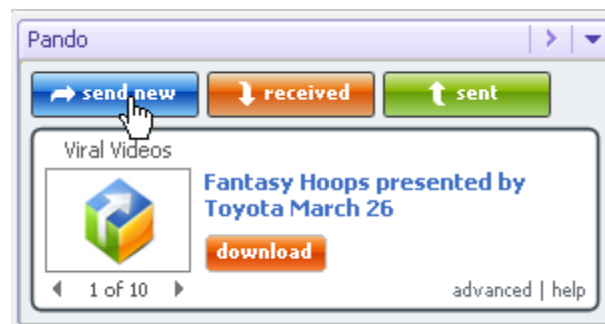 Pando
send new received sent
Viral Videos
Fantasy Hoops presented by
Toyota March 26
download
1 of 10
advanced | help